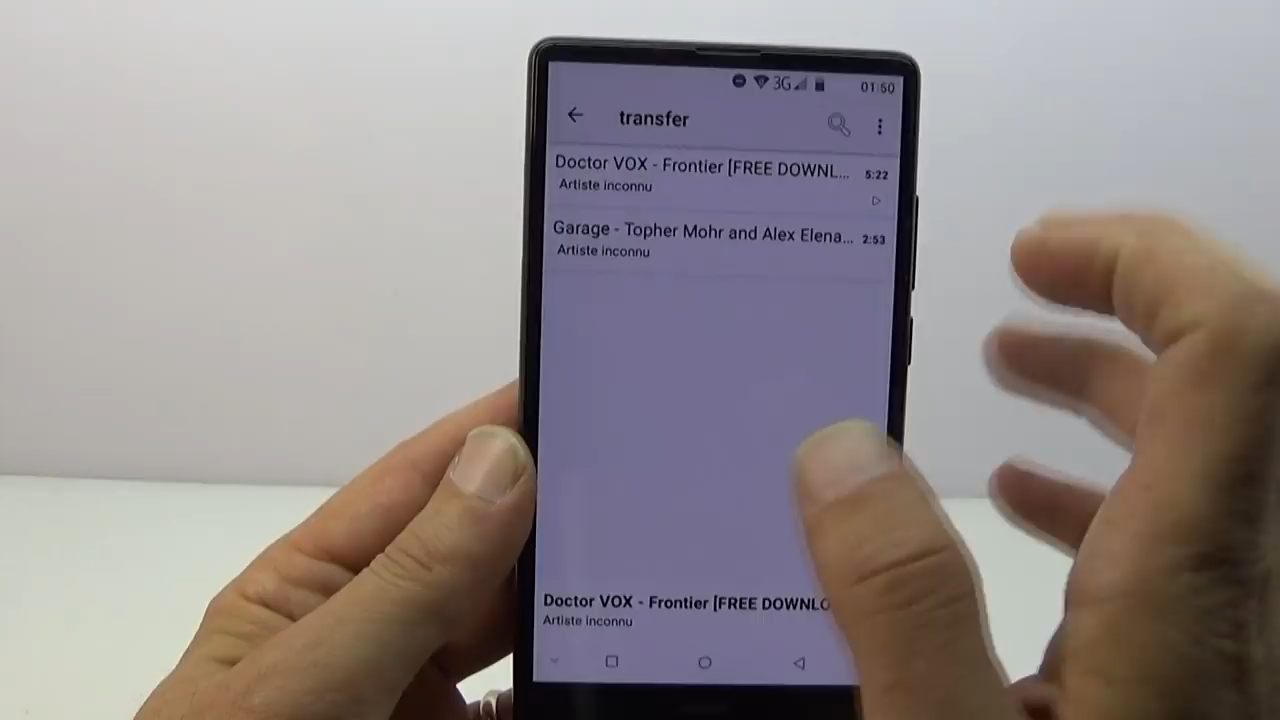 3G 01:50
transfer
Doctor VOX - Frontier [FREE DOWNL... 5:22
Artiste inconnu
Garage - Topher Mohr and Alex Elena... 2:53
Artiste inconnu
Doctor VOX - Frontier [FREE DOWNLO
Artiste inconnu